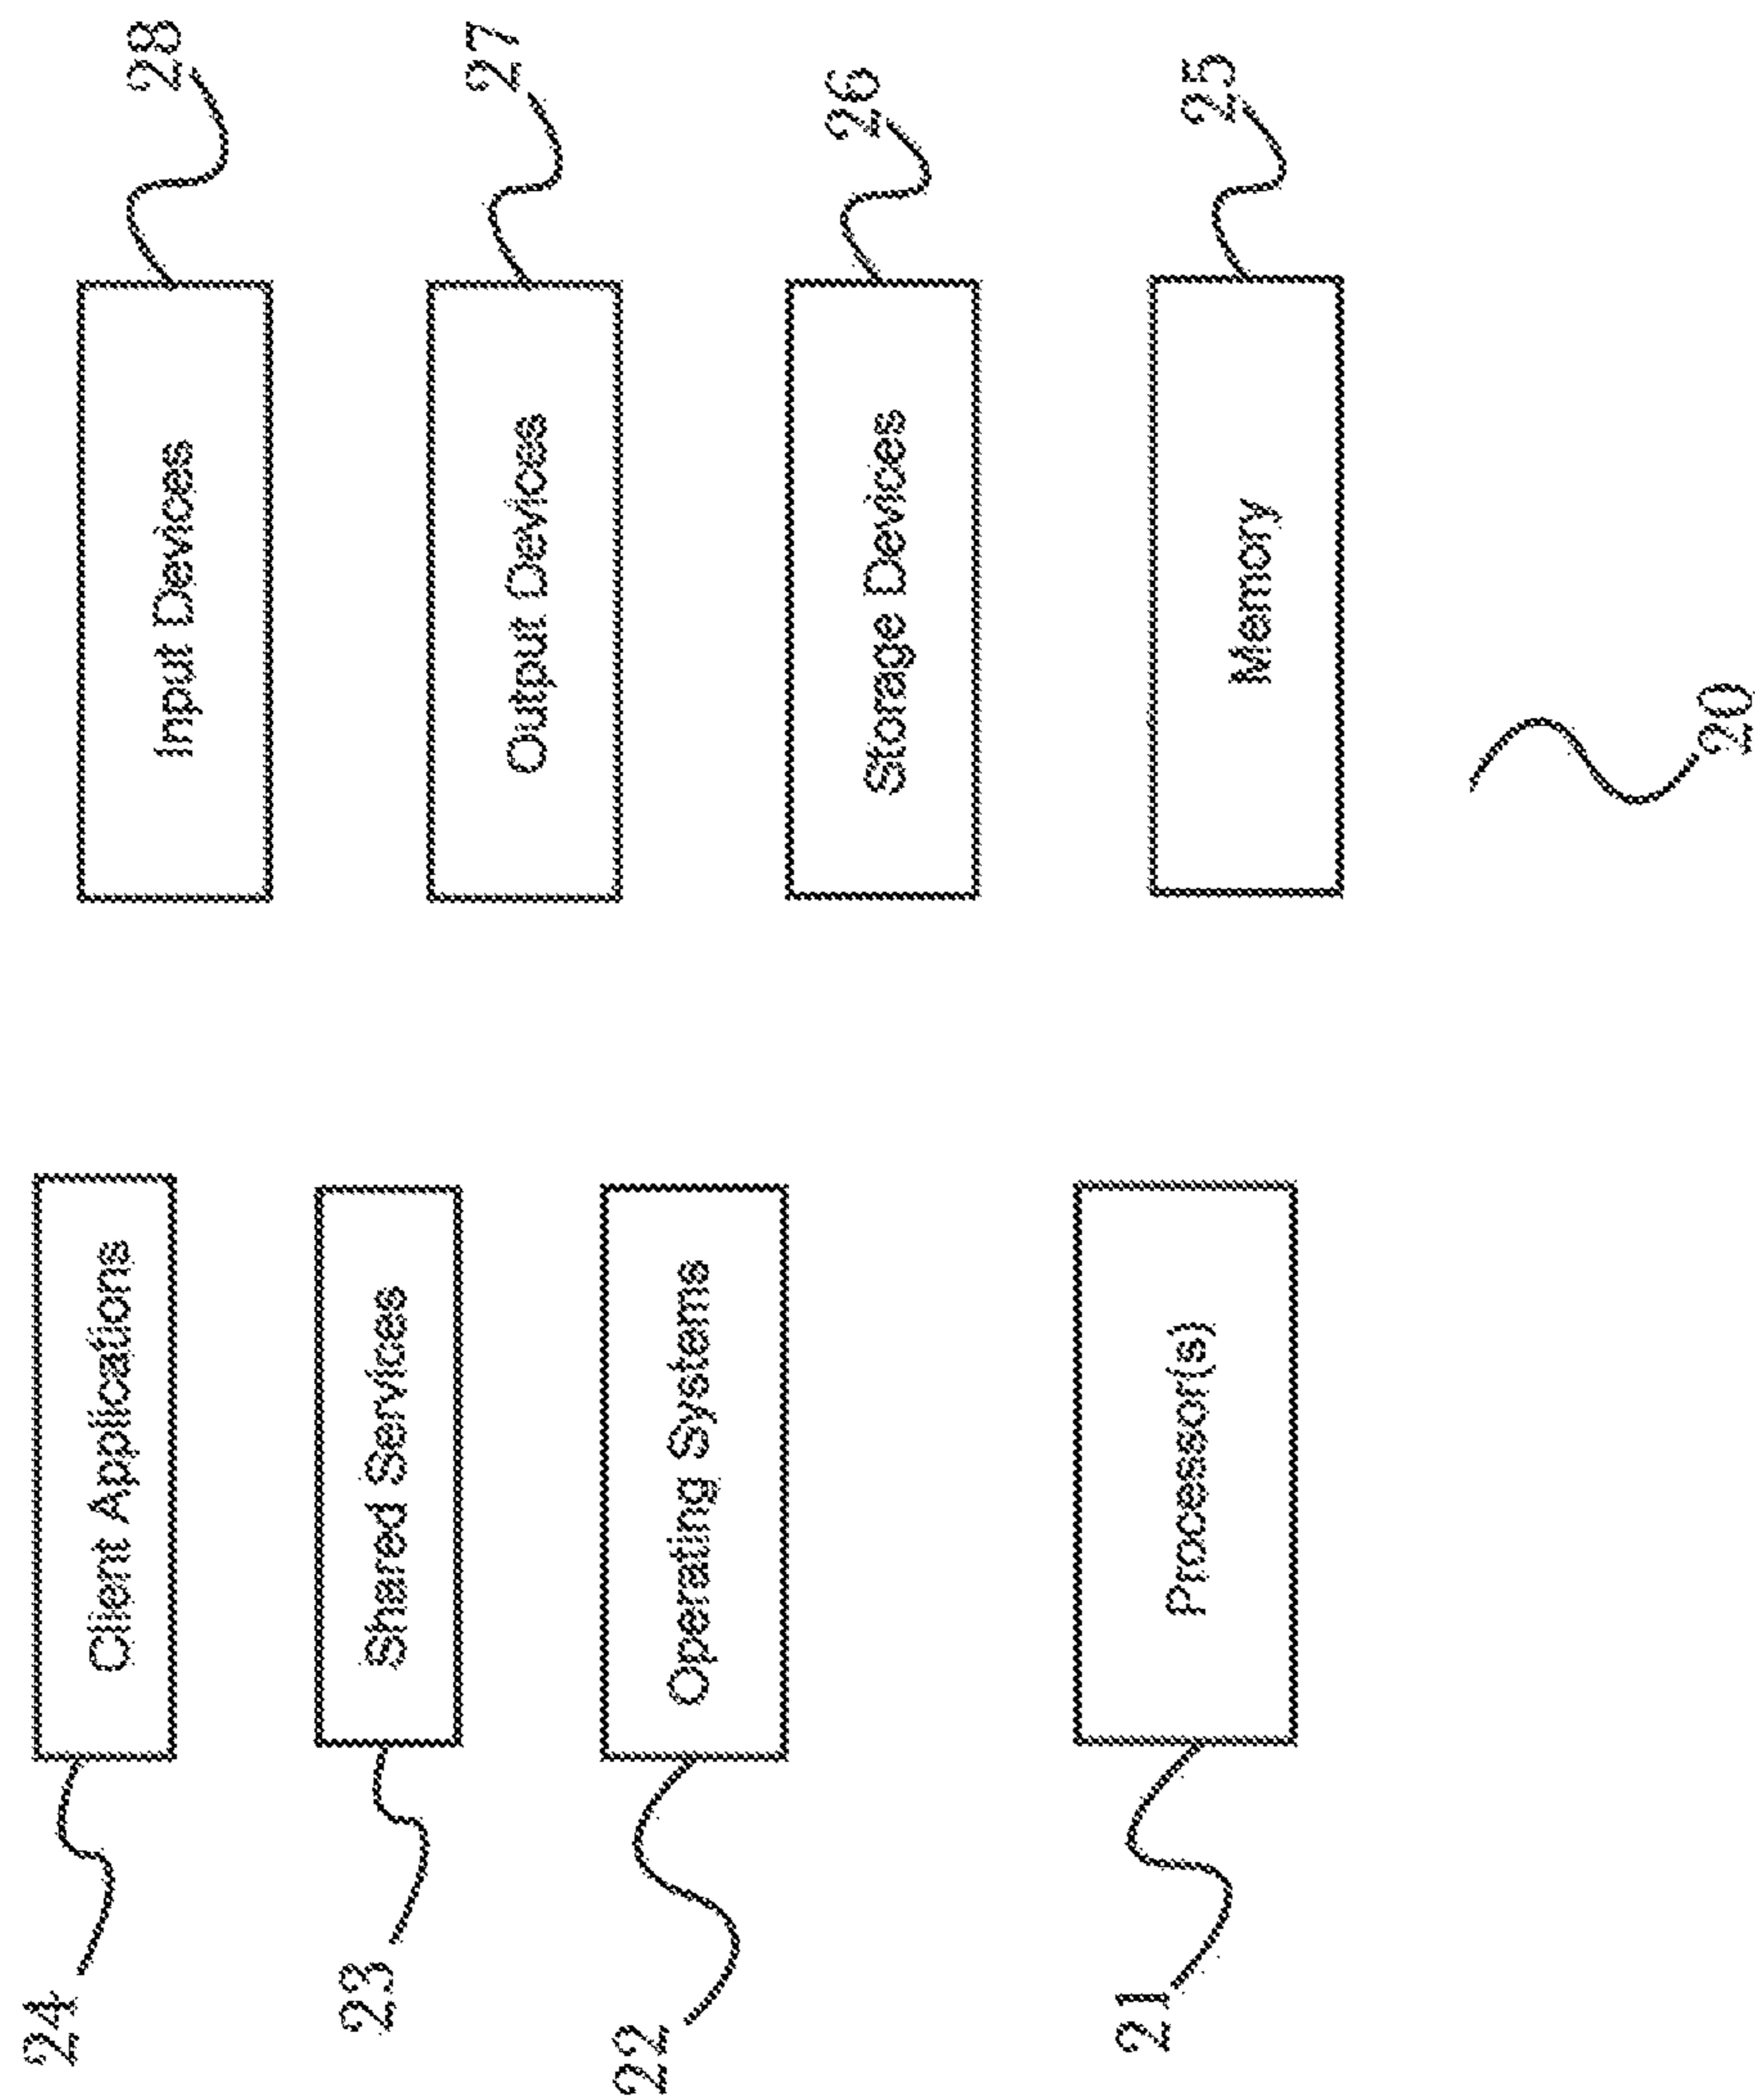 24
Client Applications
23
Shared Services
22
Operating Systems
21
Processor(s)
Input Devices
28
Output Devices
27
Storage Devices
26
Memory
25
20